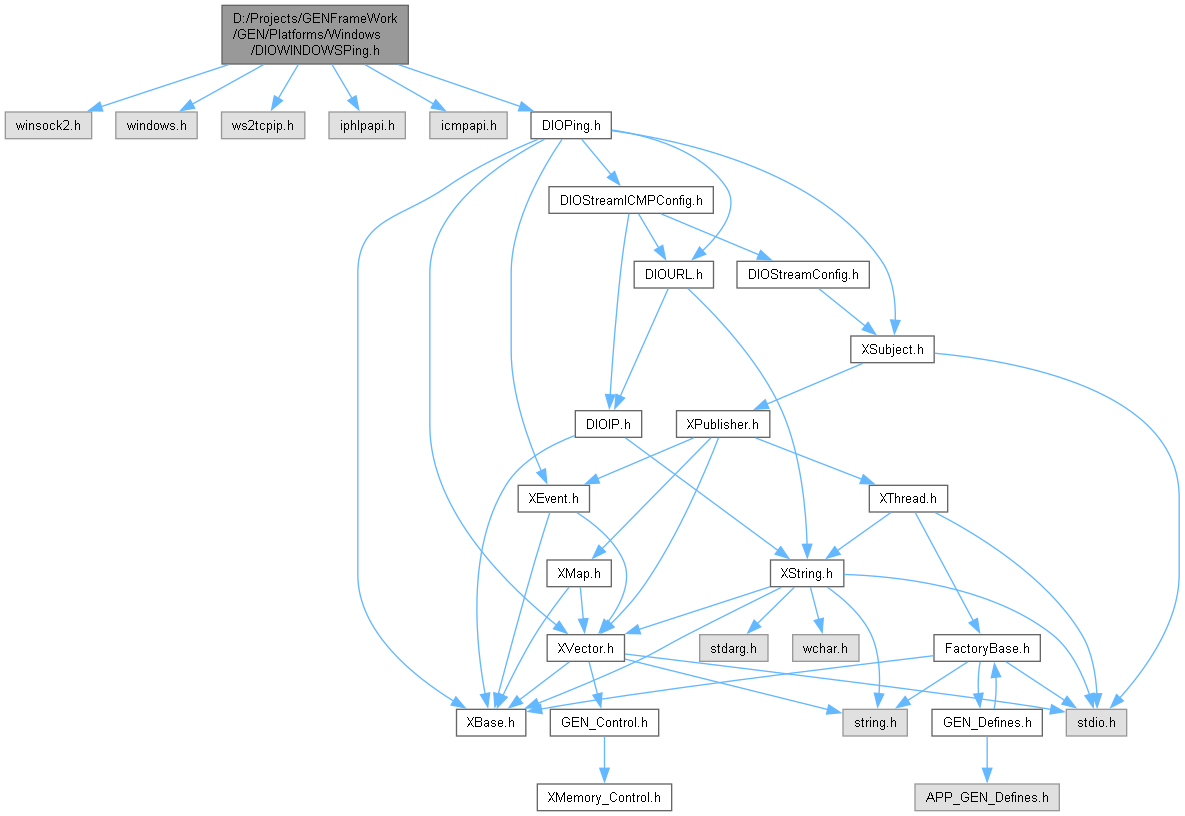 D:/Projects/GENFrameWork
/GEN/Platforms/Windows
/DIOWINDOWSPing.h
winsock2.h
windows.h
ws2tcpip.h
iphlpapi.h
icmpapi.h
DIOPing.h
DIOStreamICMPConfig.h
DIOURL.h
DIOStreamConfig.h
XSubject.h
DIOIP.h
XPublisher.h
XEvent.h
XThread.h
XMap.h
XString.h
XVector.h
stdarg.h
wchar.h
FactoryBase.h
XBase.h
GEN_Control.h
string.h
GEN_Defines.h
stdio.h
XMemory_Control.h
APP_GEN_Defines.h